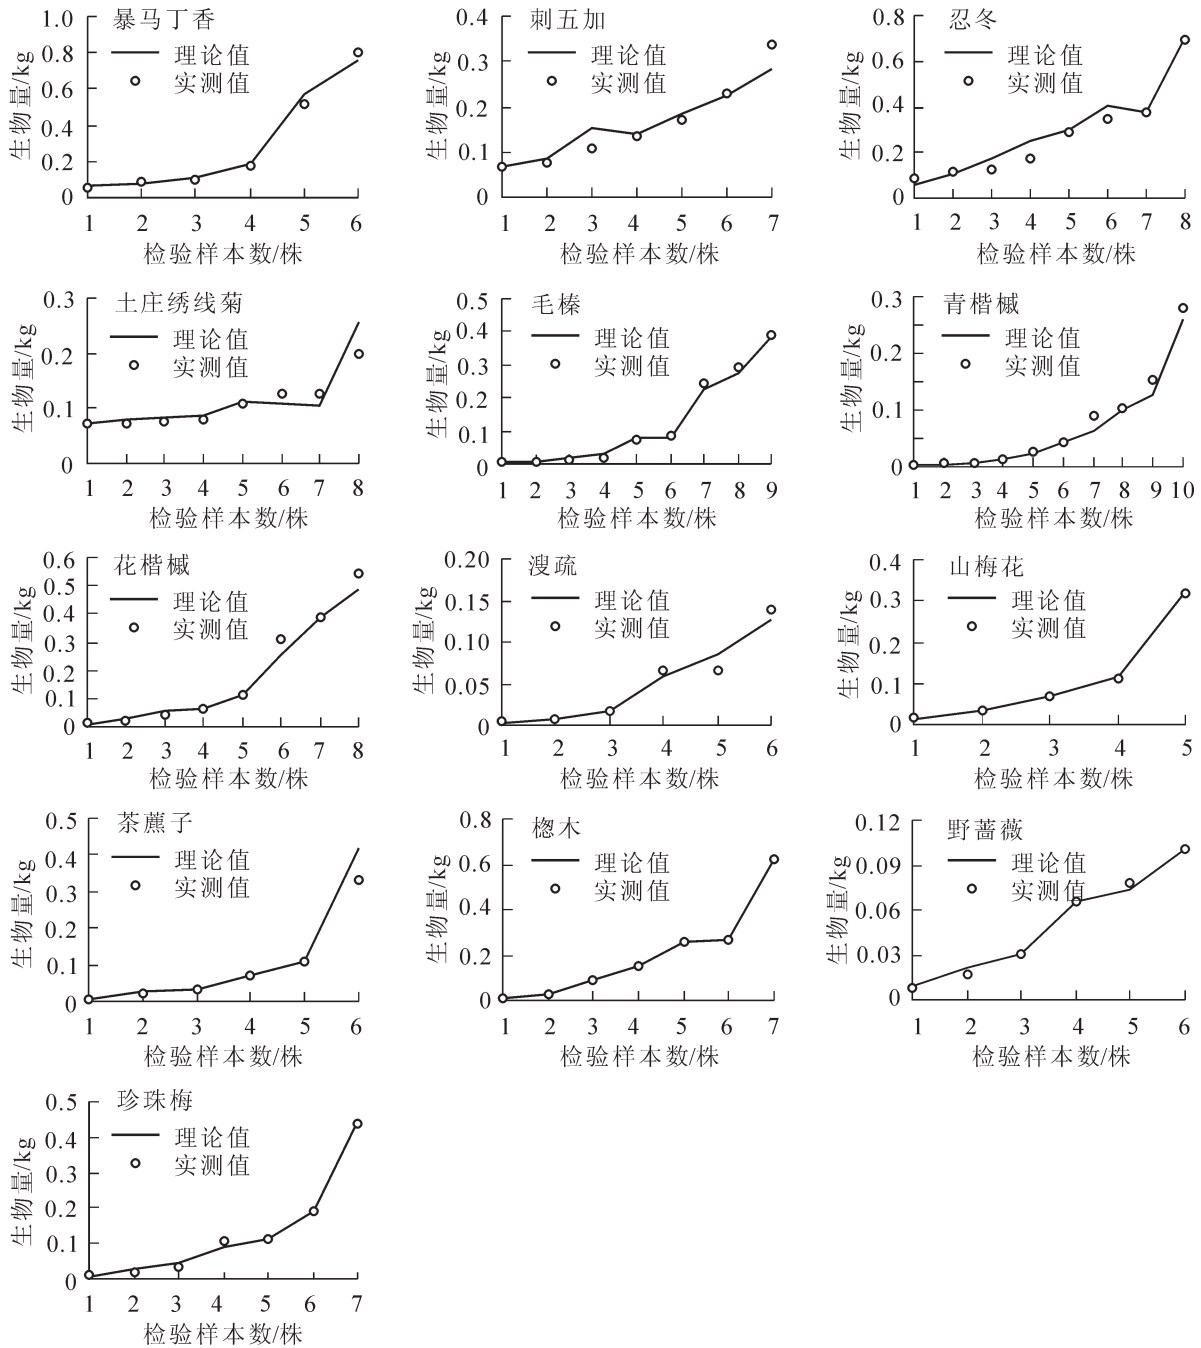 暴马丁香
理论值
实测值
1.0
0.8
0.6
0.4
0.2
0
生物量/kg
1 2 3 4 5 6
检验样本数/株
刺五加
理论值
实测值
0.4
0.3
0.2
0.1
0
生物量/kg
1 2 3 4 5 6 7
检验样本数/株
忍冬
理论值
实测值
0.8
0.6
0.4
0.2
0
生物量/kg
1 2 3 4 5 6 7 8
检验样本数/株
土庄绣线菊
理论值
实测值
0.3
0.2
0.1
0
生物量/kg
1 2 3 4 5 6 7 8
检验样本数/株
毛榛
理论值
实测值
0.5
0.4
0.3
0.2
0.1
0
生物量/kg
1 2 3 4 5 6 7 8 9
检验样本数/株
青楷槭
理论值
实测值
0.3
0.2
0.1
0
生物量/kg
1 2 3 4 5 6 7 8 9 10
检验样本数/株
花楷槭
理论值
实测值
0.6
0.5
0.4
0.3
0.2
0.1
0
生物量/kg
1 2 3 4 5 6 7 8
检验样本数/株
溲疏
理论值
实测值
0.20
0.15
0.10
0.05
0
生物量/kg
1 2 3 4 5 6
检验样本数/株
山梅花
理论值
实测值
0.4
0.3
0.2
0.1
0
生物量/kg
1 2 3 4 5
检验样本数/株
茶藨子
理论值
实测值
0.5
0.4
0.3
0.2
0.1
0
生物量/kg
1 2 3 4 5 6
检验样本数/株
楤木
理论值
实测值
0.8
0.6
0.4
0.2
0
生物量/kg
1 2 3 4 5 6 7
检验样本数/株
野蔷薇
理论值
实测值
0.12
0.09
0.06
0.03
0
生物量/kg
1 2 3 4 5 6
检验样本数/株
珍珠梅
理论值
实测值
0.5
0.4
0.3
0.2
0.1
0
生物量/kg
1 2 3 4 5 6 7
检验样本数/株